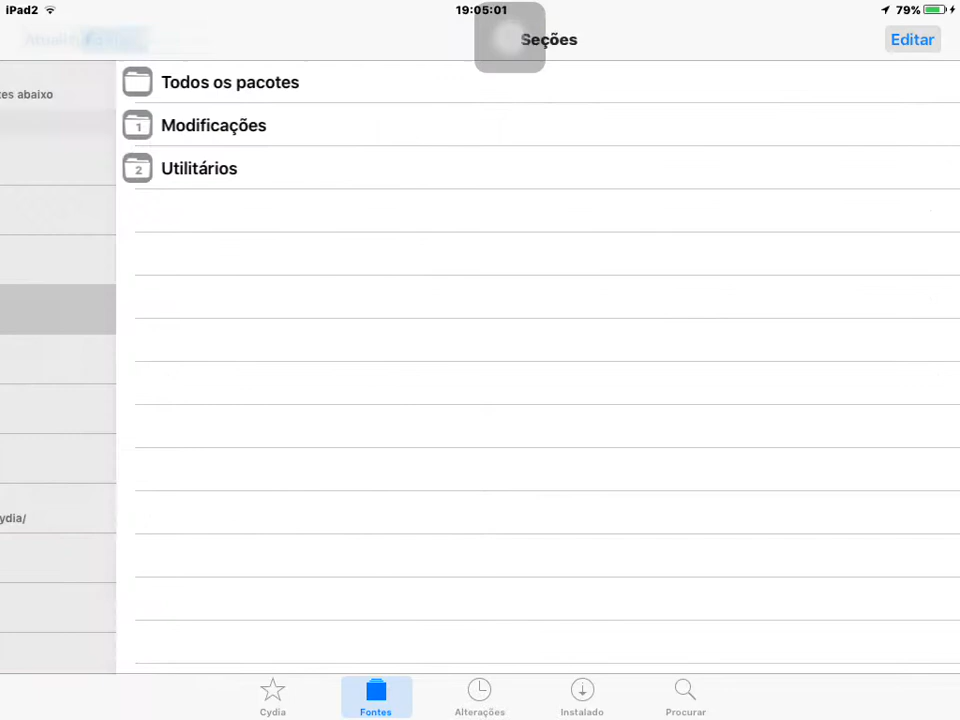 iPad2 19:05:01 79%
Seções Editar
tes abaixo
Todos os pacotes
1 Modificações
2 Utilitários
ydia/
Cydia Fontes Alterações Instalado Procurar